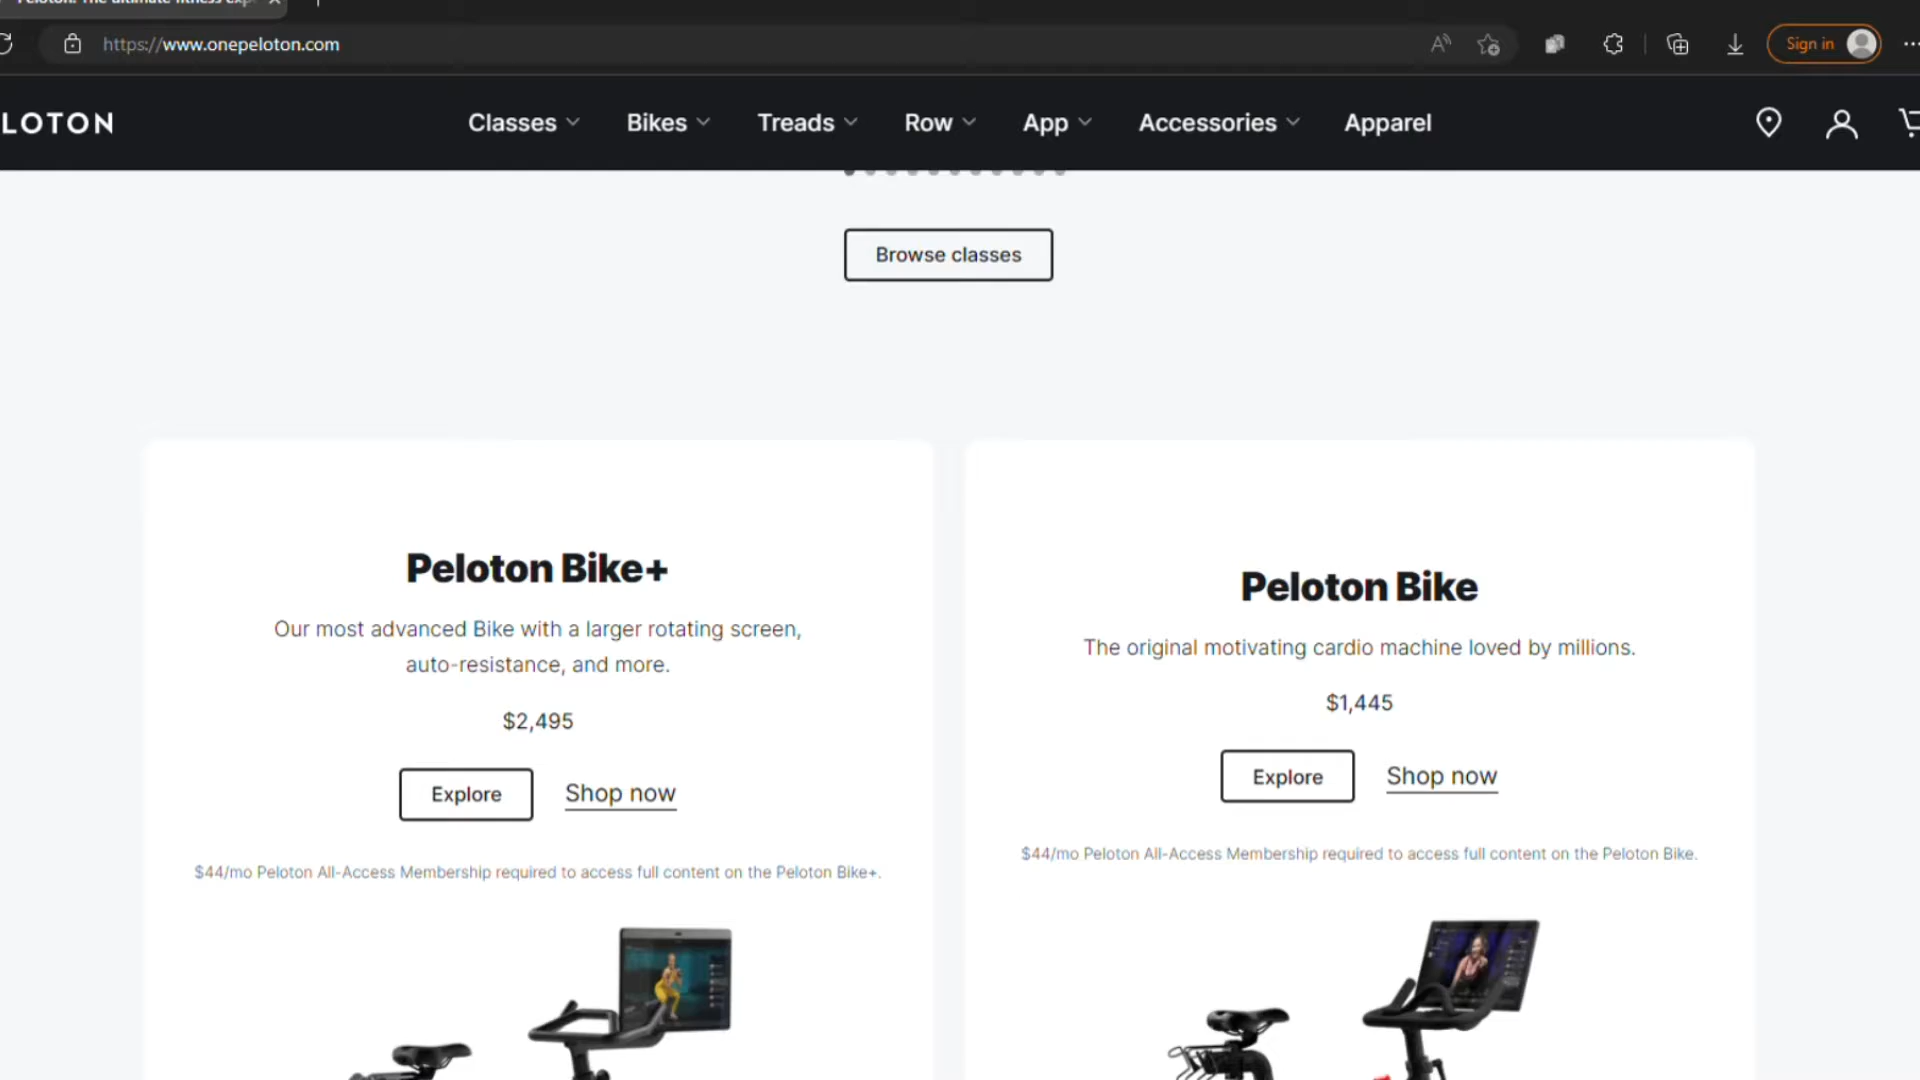 https://www.onepeloton.com
Sign in
LOTON
Classes
Bikes
Treads
Row
App
Accessories
Apparel
Browse classes
Peloton Bike+
Our most advanced Bike with a larger rotating screen,
auto-resistance, and more.
$2,495
Explore
Shop now
$44/mo Peloton All-Access Membership required to access full content on the Peloton Bike+.
Peloton Bike
The original motivating cardio machine loved by millions.
$1,445
Explore
Shop now
$44/mo Peloton All-Access Membership required to access full content on the Peloton Bike.